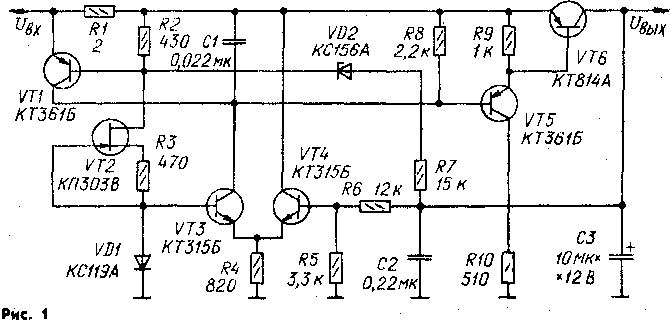 Uвх
R1
2
R2
430
C1
0,022мк
VD2
КС156А
R8
2,2к
R9
1к
Uвых
VT6
КТ814А
VT1
КТ361Б
VT2
КП303В
R3
470
VT4
КТ315Б
R6 12к
R7
15к
VT5
КТ361Б
VT3
КТ315Б
VD1
КС119А
R4
820
R5
3,3к
C2
0,22мк
R10
510
C3
10мк×
×12В
+
Рис. 1